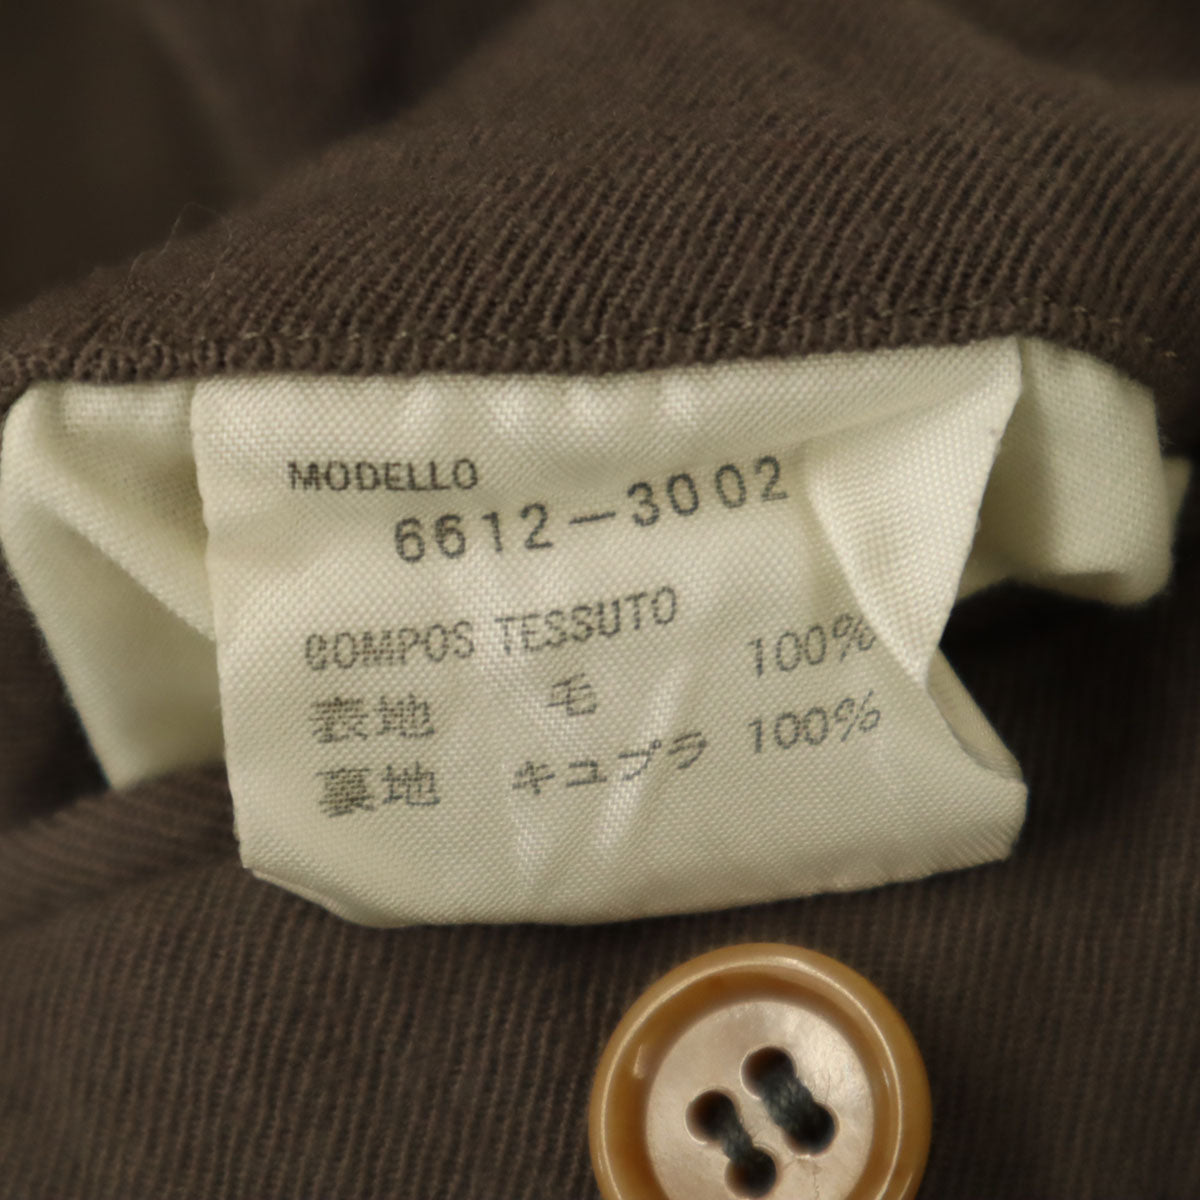 MODELLO
6612-3002
COMPOS TESSUTO
表地 毛 100%
裏地 キュプラ 100%